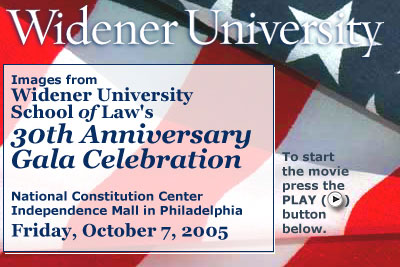 Widener University
Images from
Widener University
School of Law's
30th Anniversary
Gala Celebration
National Constitution Center
Independence Mall in Philadelphia
Friday, October 7, 2005
To start
the movie
press the
PLAY ( )
button
below.